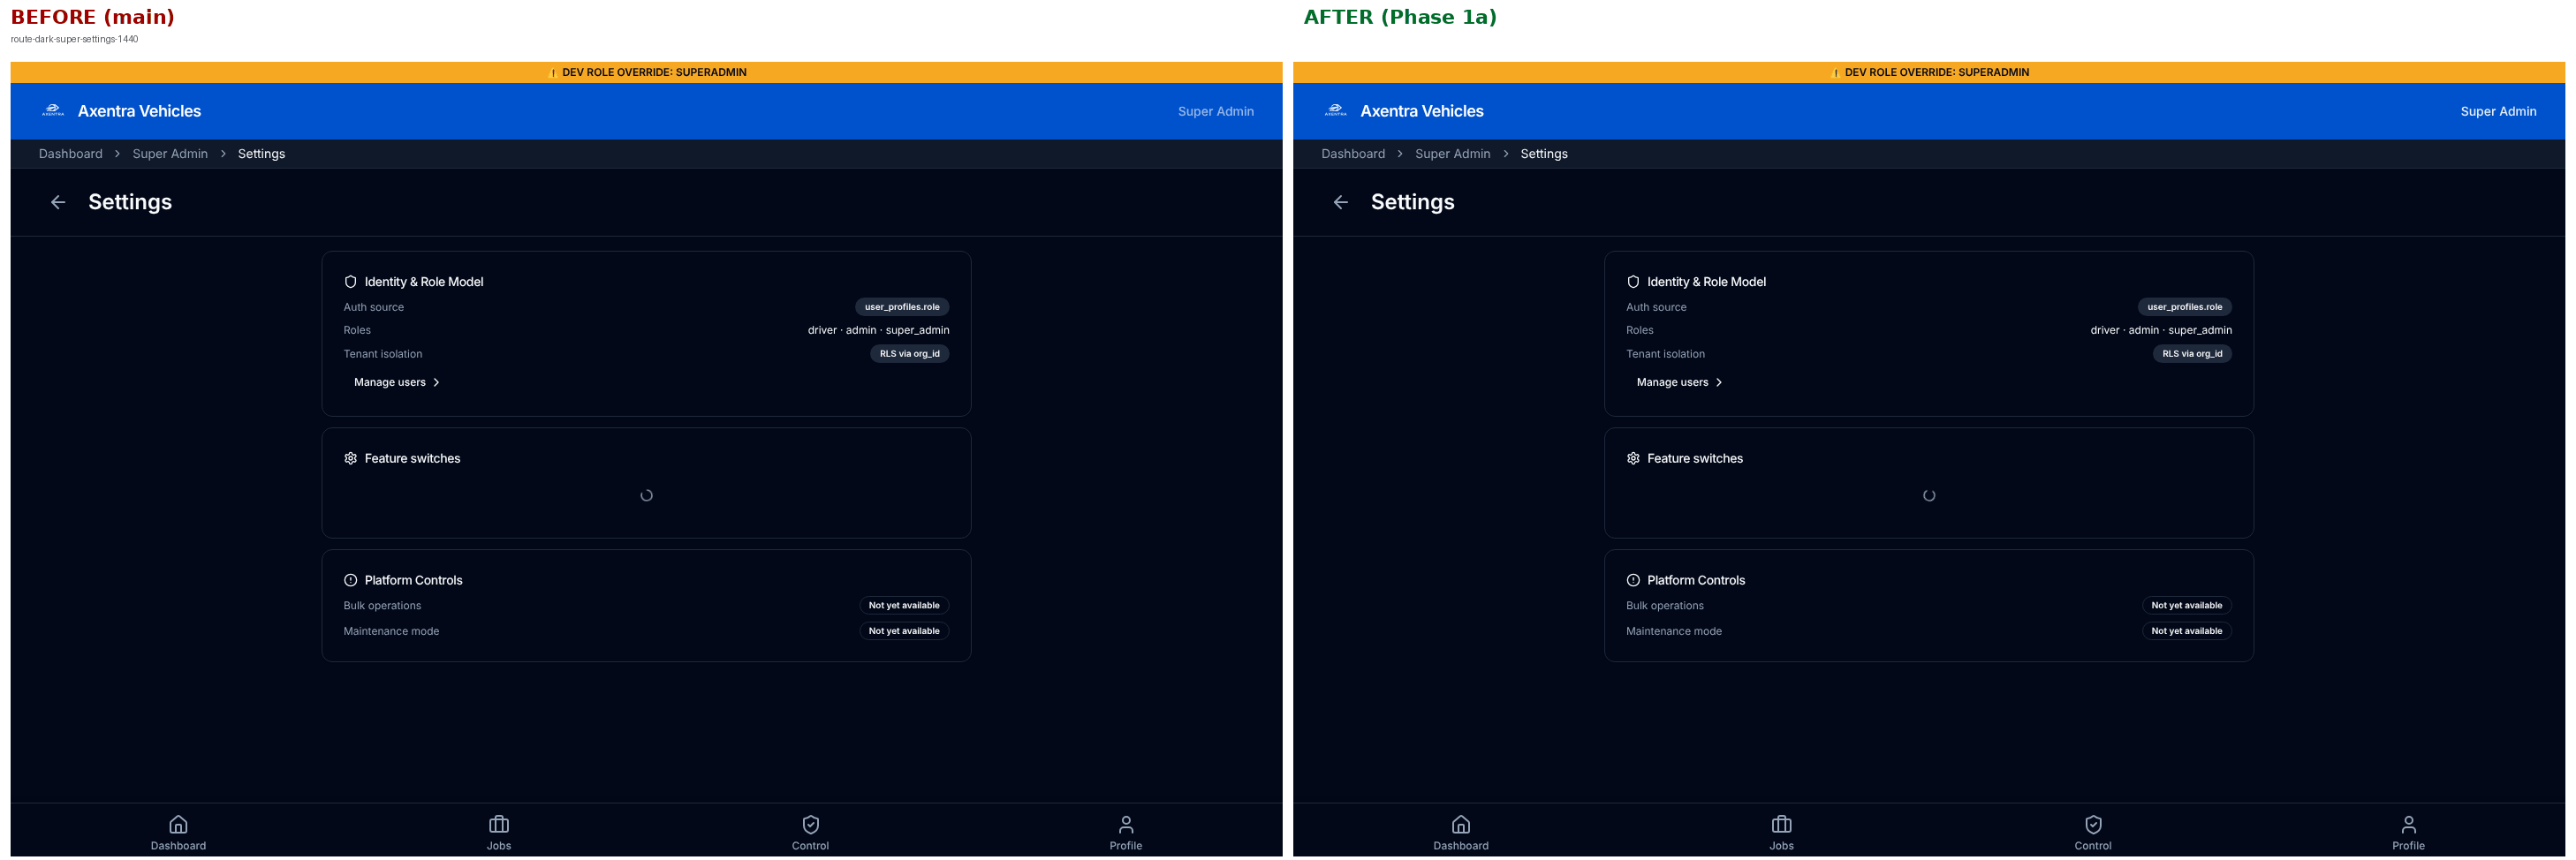 BEFORE (main)
route-dark-super-settings-1440
DEV ROLE OVERRIDE: SUPERADMIN
AXENTRA
Axentra Vehicles
Super Admin
Dashboard > Super Admin > Settings
Settings
Identity & Role Model
Auth source user_profiles.role
Roles driver · admin · super_admin
Tenant isolation RLS via org_id
Manage users
Feature switches
Platform Controls
Bulk operations Not yet available
Maintenance mode Not yet available
Dashboard Jobs Control Profile
AFTER (Phase 1a)
DEV ROLE OVERRIDE: SUPERADMIN
AXENTRA
Axentra Vehicles
Super Admin
Dashboard > Super Admin > Settings
Settings
Identity & Role Model
Auth source user_profiles.role
Roles driver · admin · super_admin
Tenant isolation RLS via org_id
Manage users
Feature switches
Platform Controls
Bulk operations Not yet available
Maintenance mode Not yet available
Dashboard Jobs Control Profile